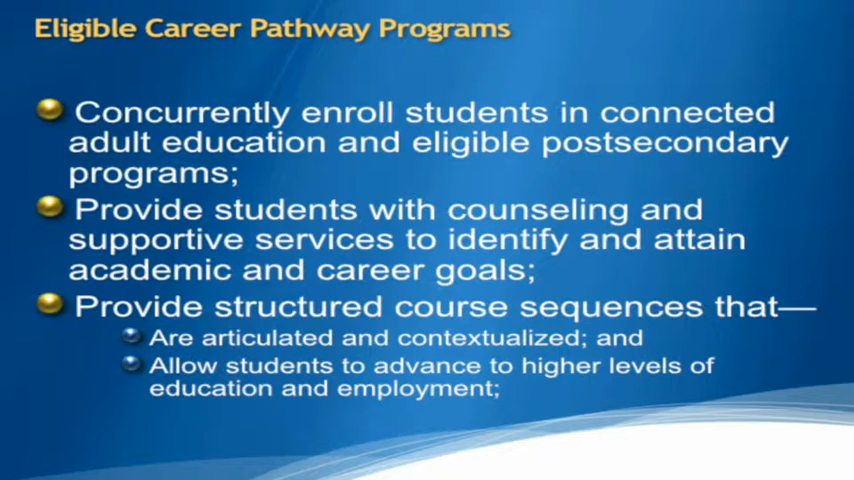 Eligible Career Pathway Programs
Concurrently enroll students in connected
adult education and eligible postsecondary
programs;
Provide students with counseling and
supportive services to identify and attain
academic and career goals;
Provide structured course sequences that—
Are articulated and contextualized; and
Allow students to advance to higher levels of
education and employment;